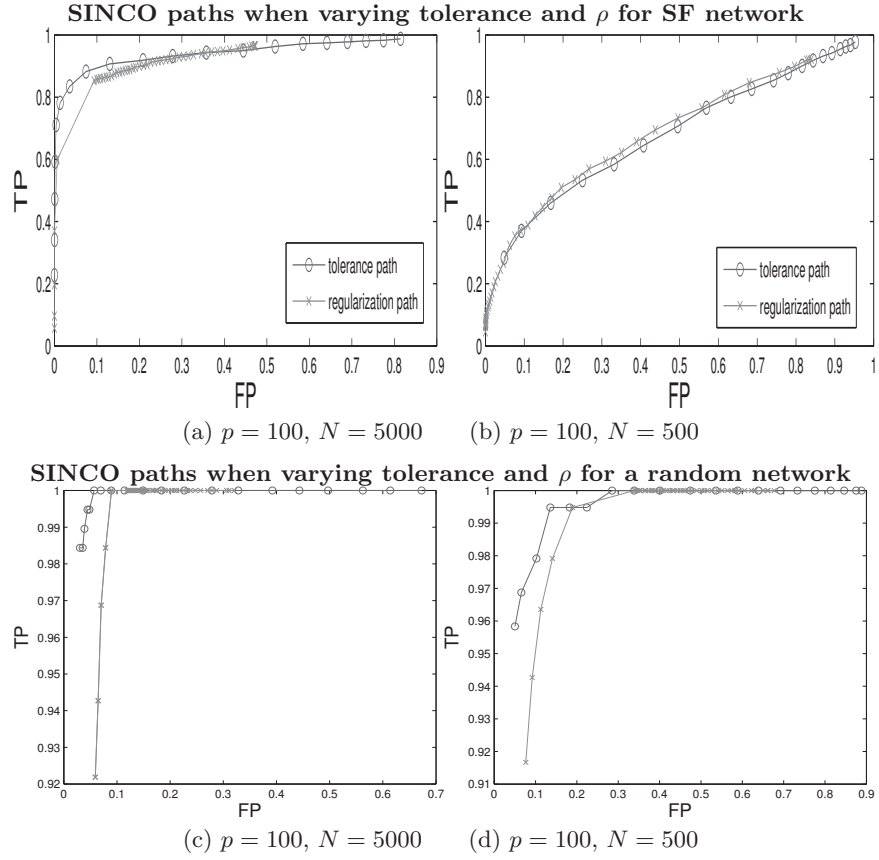 SINCO paths when varying tolerance and ρ for SF network
1
0.8
0.6
0.4
0.2
0
TP
0 0.1 0.2 0.3 0.4 0.5 0.6 0.7 0.8 0.9
FP
tolerance path
regularization path
(a) p = 100, N = 5000
1
0.8
0.6
0.4
0.2
0
TP
0 0.1 0.2 0.3 0.4 0.5 0.6 0.7 0.8 0.9 1
FP
tolerance path
regularization path
(b) p = 100, N = 500
SINCO paths when varying tolerance and ρ for a random network
1
0.99
0.98
0.97
0.96
0.95
0.94
0.93
0.92
TP
0 0.1 0.2 0.3 0.4 0.5 0.6 0.7
FP
(c) p = 100, N = 5000
1
0.99
0.98
0.97
0.96
0.95
0.94
0.93
0.92
0.91
TP
0 0.1 0.2 0.3 0.4 0.5 0.6 0.7 0.8 0.9
FP
(d) p = 100, N = 500